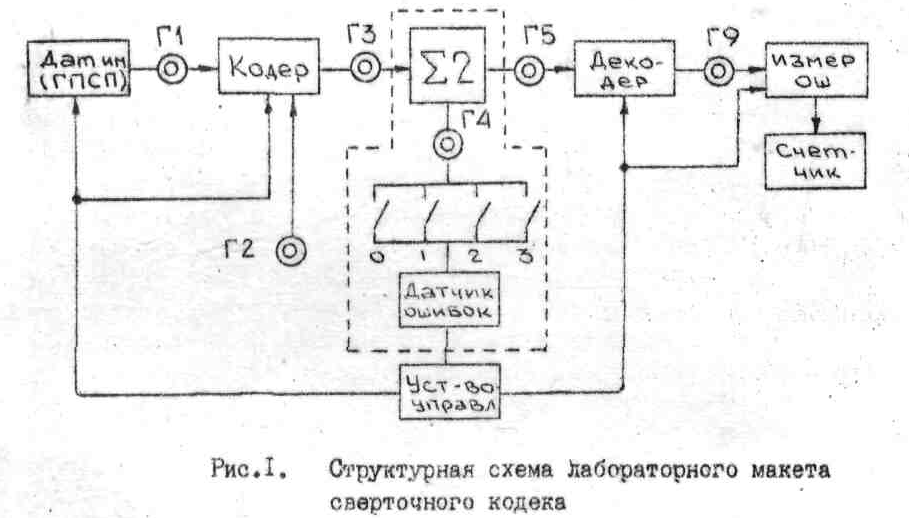 Г1
Г3
Г5
Г9
Датин
(ГПСП)
Кодер
Σ2
Деко-
дер
измер
ош
Г4
Счет-
чик
Г2
0 1 2 3
Датчик
ошибок
Уст-во
управл
Рис.I. Структурная схема лабораторного макета
сверточного кодека